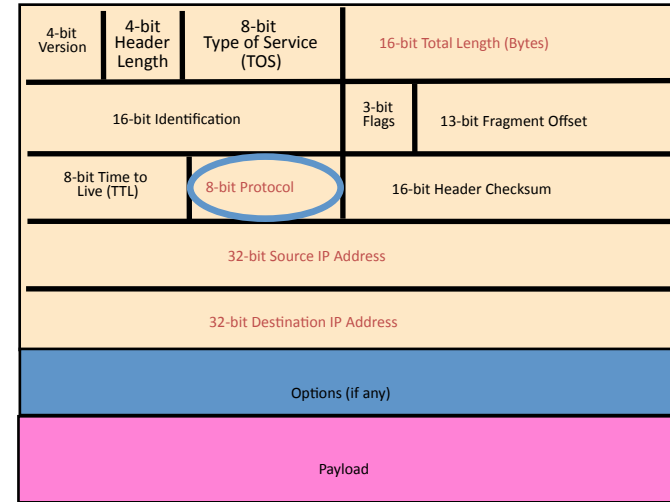 4-bit
Version
4-bit
Header
Length
8-bit
Type of Service
(TOS)
16-bit Total Length (Bytes)
16-bit Identification
3-bit
Flags
13-bit Fragment Offset
8-bit Time to
Live (TTL)
8-bit Protocol
16-bit Header Checksum
32-bit Source IP Address
32-bit Destination IP Address
Options (if any)
Payload